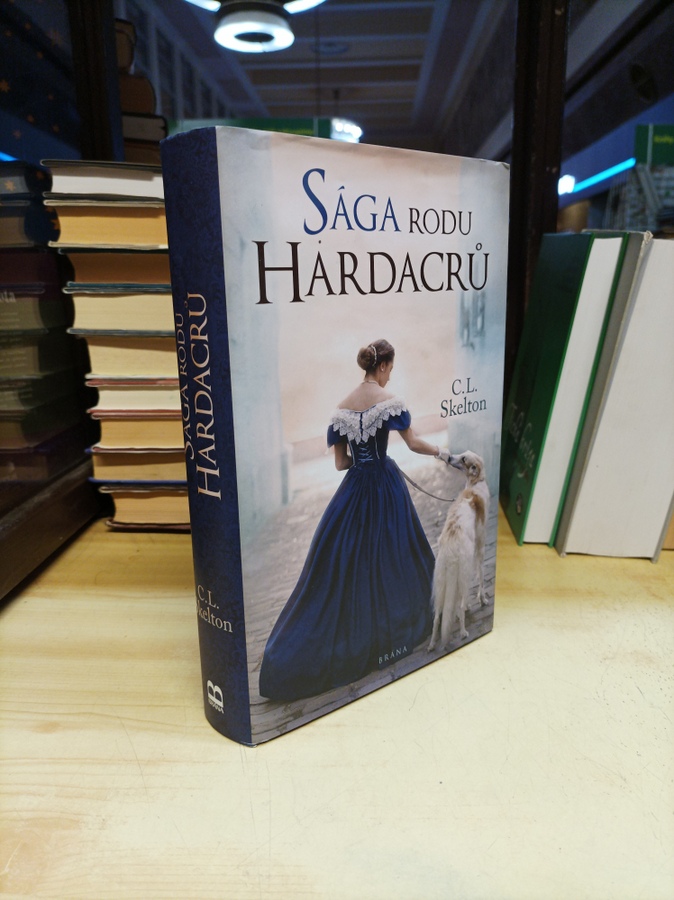 SÁGA RODU
HARDACRŮ
C.L.
Skelton
BRÁNA
SÁGA RODU
HARDACRŮ
C.L.
Skelton
B